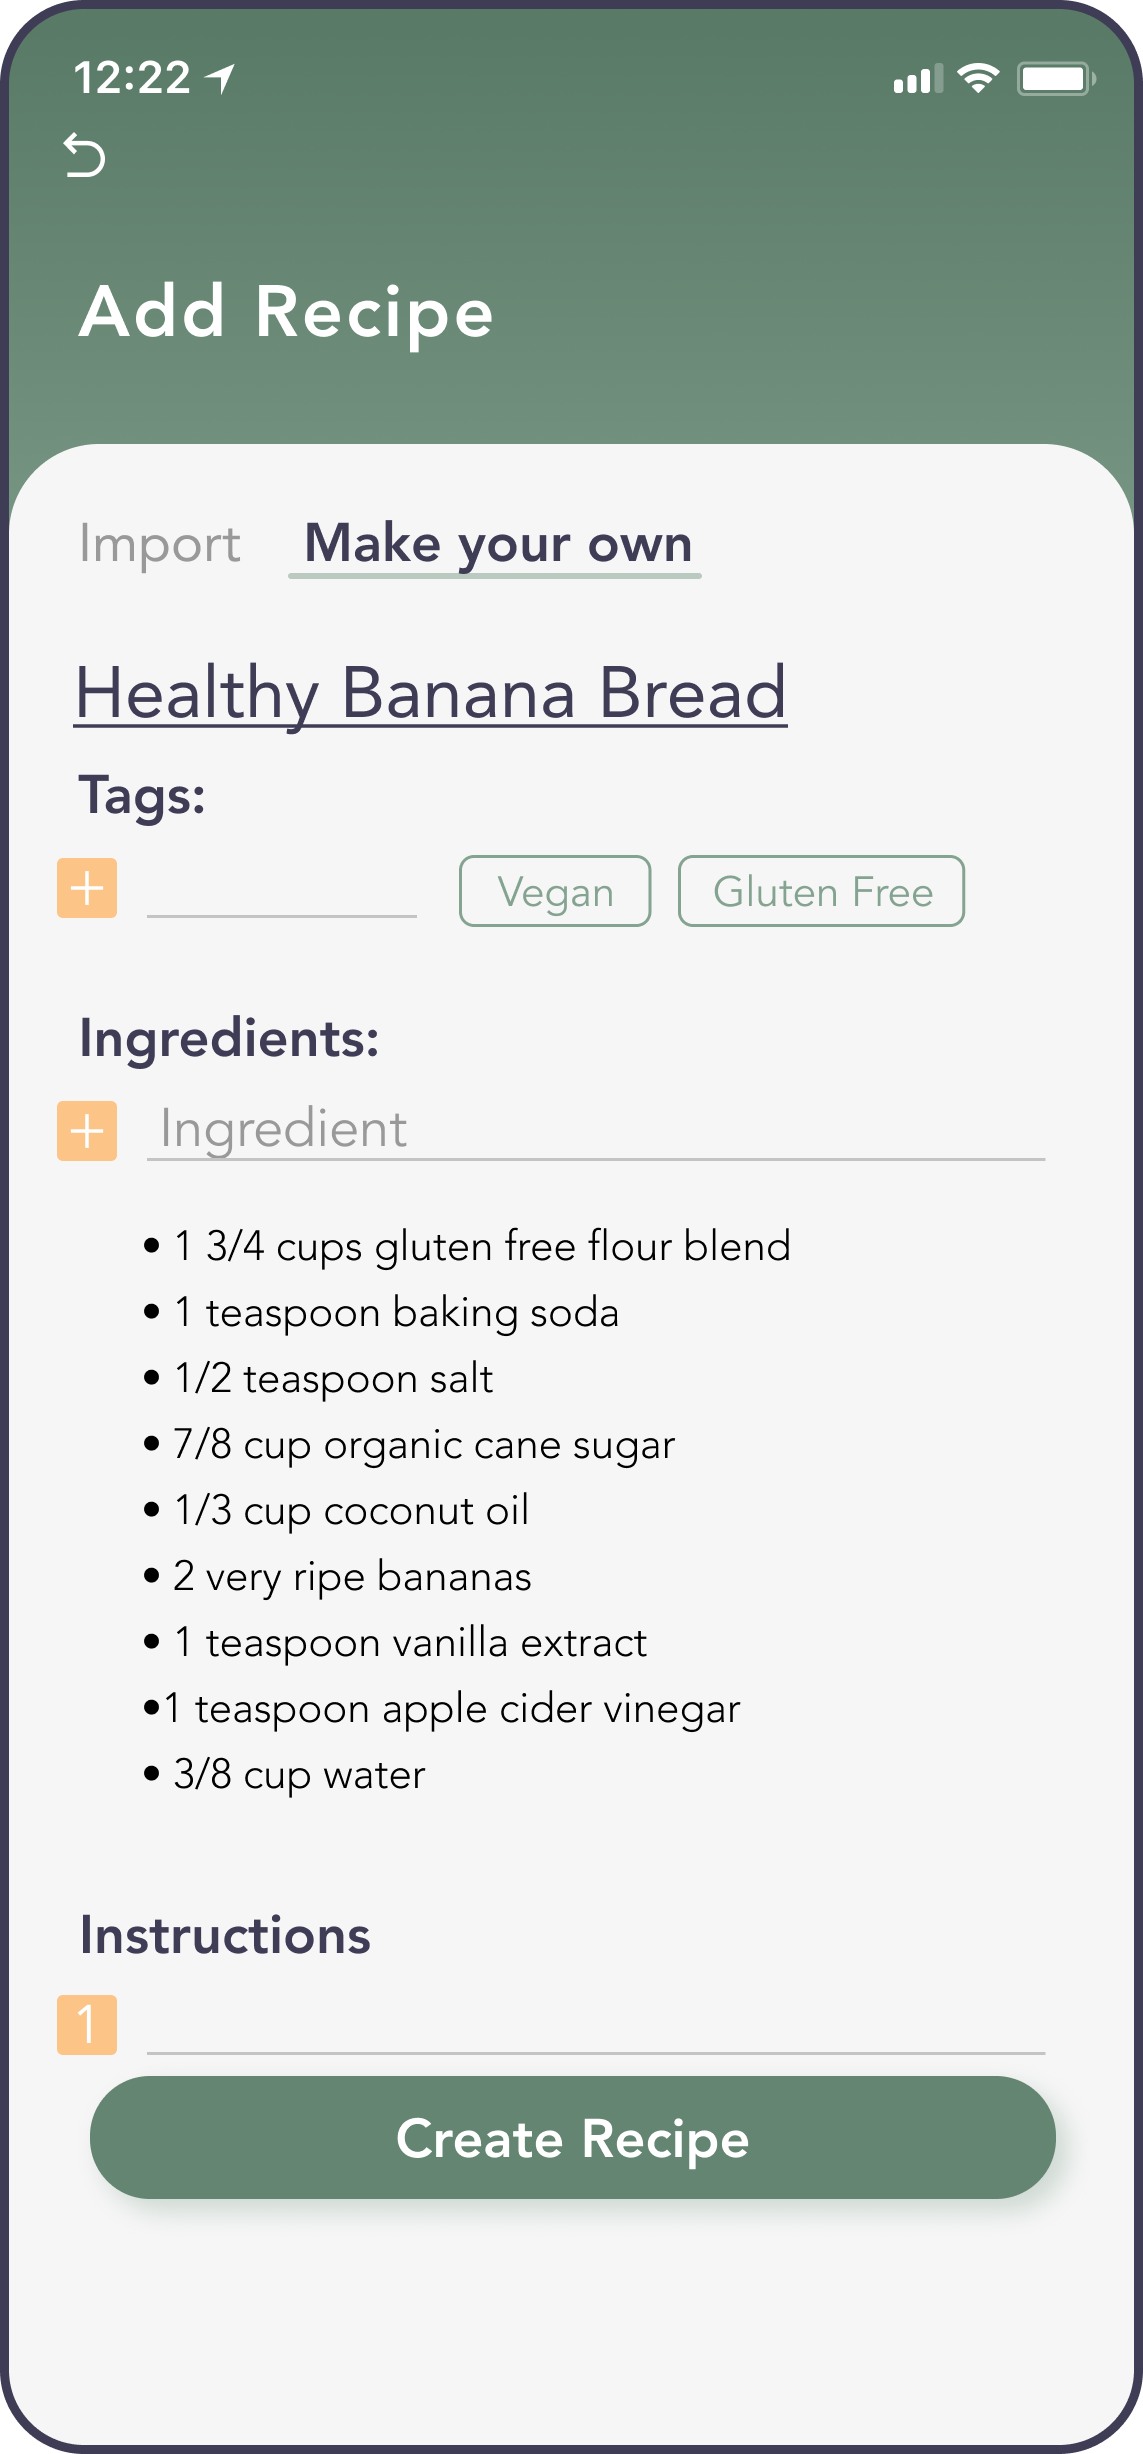 12:22
Add Recipe
Import Make your own
Healthy Banana Bread
Tags:
+ Vegan Gluten Free
Ingredients:
+ Ingredient
• 1 3/4 cups gluten free flour blend
• 1 teaspoon baking soda
• 1/2 teaspoon salt
• 7/8 cup organic cane sugar
• 1/3 cup coconut oil
• 2 very ripe bananas
• 1 teaspoon vanilla extract
•1 teaspoon apple cider vinegar
• 3/8 cup water
Instructions
1
Create Recipe